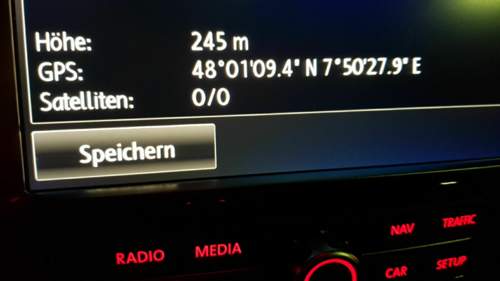 Höhe: 245 m
GPS: 48°01'09.4" N 7°50'27.9" E
Satelliten: 0/0
Speichern
RADIO MEDIA NAV TRAFFIC
CAR SETUP